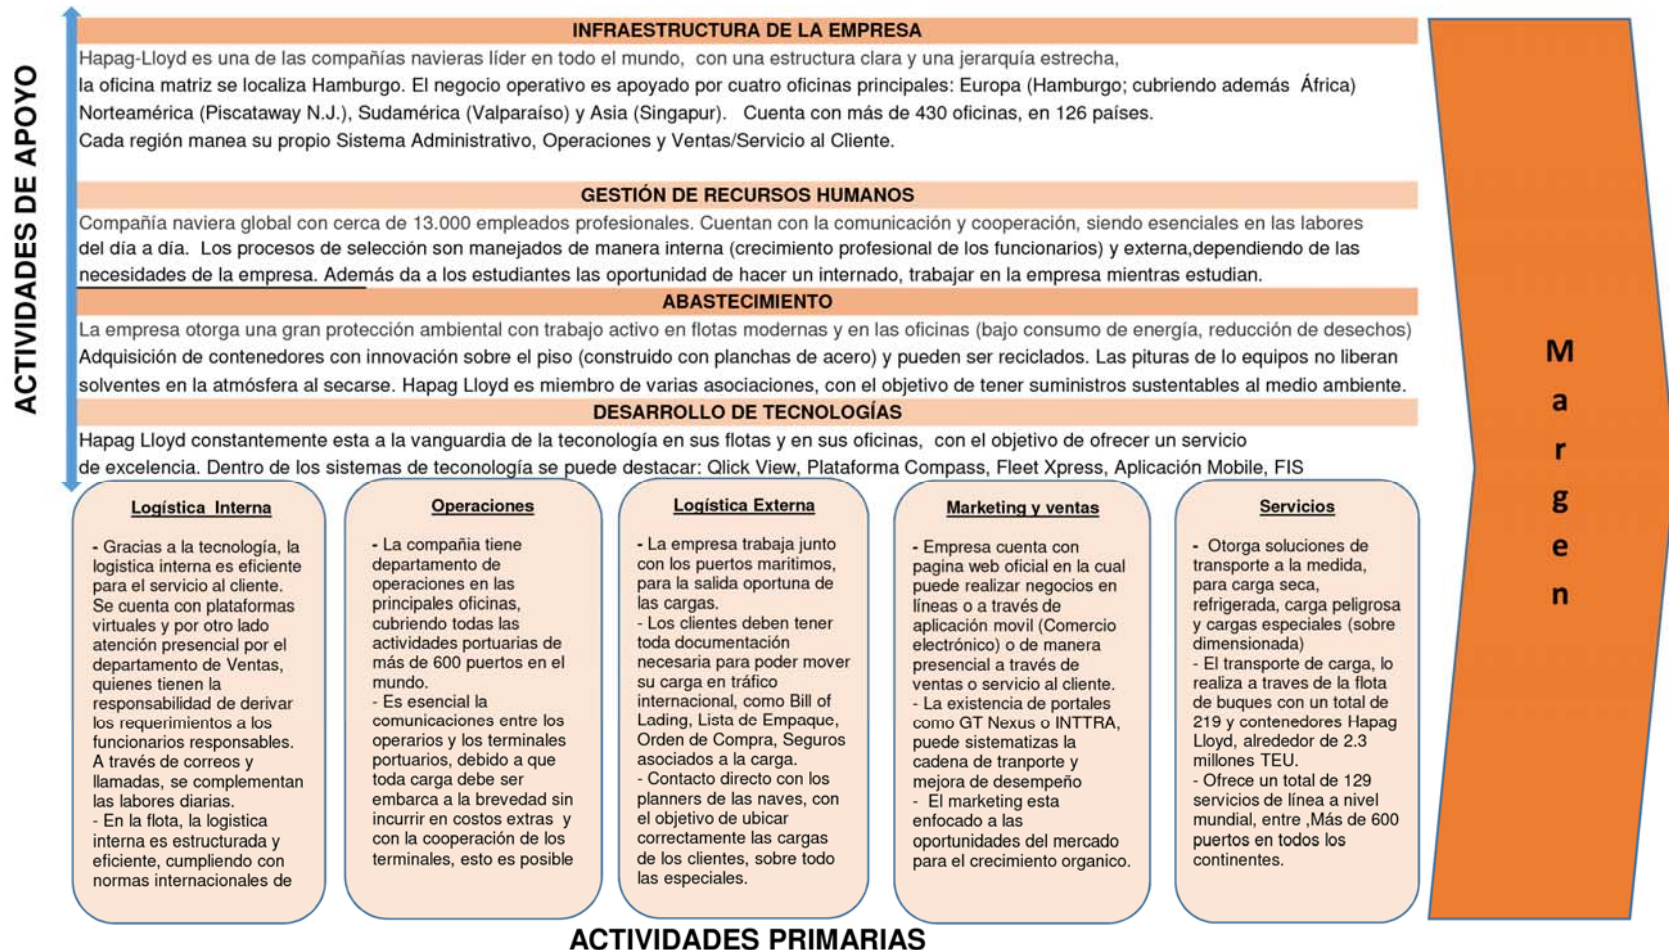 INFRAESTRUCTURA DE LA EMPRESA
Hapag-Lloyd es una de las compañías navieras líder en todo el mundo, con una estructura clara y una jerarquía estrecha,
la oficina matriz se localiza Hamburgo. El negocio operativo es apoyado por cuatro oficinas principales: Europa (Hamburgo; cubriendo además África)
Norteamérica (Piscataway N.J.), Sudamérica (Valparaíso) y Asia (Singapur). Cuenta con más de 430 oficinas, en 126 países.
Cada región manea su propio Sistema Administrativo, Operaciones y Ventas/Servicio al Cliente.
GESTIÓN DE RECURSOS HUMANOS
Compañía naviera global con cerca de 13.000 empleados profesionales. Cuentan con la comunicación y cooperación, siendo esenciales en las labores
del día a día. Los procesos de selección son manejados de manera interna (crecimiento profesional de los funcionarios) y externa,dependiendo de las
necesidades de la empresa. Además da a los estudiantes las oportunidad de hacer un internado, trabajar en la empresa mientras estudian.
ABASTECIMIENTO
La empresa otorga una gran protección ambiental con trabajo activo en flotas modernas y en las oficinas (bajo consumo de energía, reducción de desechos)
Adquisición de contenedores con innovación sobre el piso (construido con planchas de acero) y pueden ser reciclados. Las pituras de lo equipos no liberan
solventes en la atmósfera al secarse. Hapag Lloyd es miembro de varias asociaciones, con el objetivo de tener suministros sustentables al medio ambiente.
DESARROLLO DE TECNOLOGÍAS
Hapag Lloyd constantemente esta a la vanguardia de la teconología en sus flotas y en sus oficinas, con el objetivo de ofrecer un servicio
de excelencia. Dentro de los sistemas de teconología se puede destacar: Qlick View, Plataforma Compass, Fleet Xpress, Aplicación Mobile, FIS
ACTIVIDADES DE APOYO
Logística Interna
- Gracias a la tecnología, la
logistica interna es eficiente
para el servicio al cliente.
Se cuenta con plataformas
virtuales y por otro lado
atención presencial por el
departamento de Ventas,
quienes tienen la
responsabilidad de derivar
los requerimientos a los
funcionarios responsables.
A través de correos y
llamadas, se complementan
las labores diarias.
- En la flota, la logistica
interna es estructurada y
eficiente, cumpliendo con
normas internacionales de
Operaciones
- La compañia tiene
departamento de
operaciones en las
principales oficinas,
cubriendo todas las
actividades portuarias de
más de 600 puertos en el
mundo.
- Es esencial la
comunicaciones entre los
operarios y los terminales
portuarios, debido a que
toda carga debe ser
embarca a la brevedad sin
incurrir en costos extras y
con la cooperación de los
terminales, esto es posible
Logística Externa
- La empresa trabaja junto
con los puertos maritimos,
para la salida oportuna de
las cargas.
- Los clientes deben tener
toda documentación
necesaria para poder mover
su carga en tráfico
internacional, como Bill of
Lading, Lista de Empaque,
Orden de Compra, Seguros
asociados a la carga.
- Contacto directo con los
planners de las naves, con
el objetivo de ubicar
correctamente las cargas
de los clientes, sobre todo
las especiales.
Marketing y ventas
- Empresa cuenta con
pagina web oficial en la cual
puede realizar negocios en
líneas o a través de
aplicación movil (Comercio
electrónico) o de manera
presencial a través de
ventas o servicio al cliente.
- La existencia de portales
como GT Nexus o INTTRA,
puede sistematizas la
cadena de tranporte y
mejora de desempeño
- El marketing esta
enfocado a las
oportunidades del mercado
para el crecimiento organico.
Servicios
- Otorga soluciones de
transporte a la medida,
para carga seca,
refrigerada, carga peligrosa
y cargas especiales (sobre
dimensionada)
- El transporte de carga, lo
realiza a traves de la flota
de buques con un total de
219 y contenedores Hapag
Lloyd, alrededor de 2.3
millones TEU.
- Ofrece un total de 129
servicios de línea a nivel
mundial, entre ,Más de 600
puertos en todos los
continentes.
Margen
ACTIVIDADES PRIMARIAS